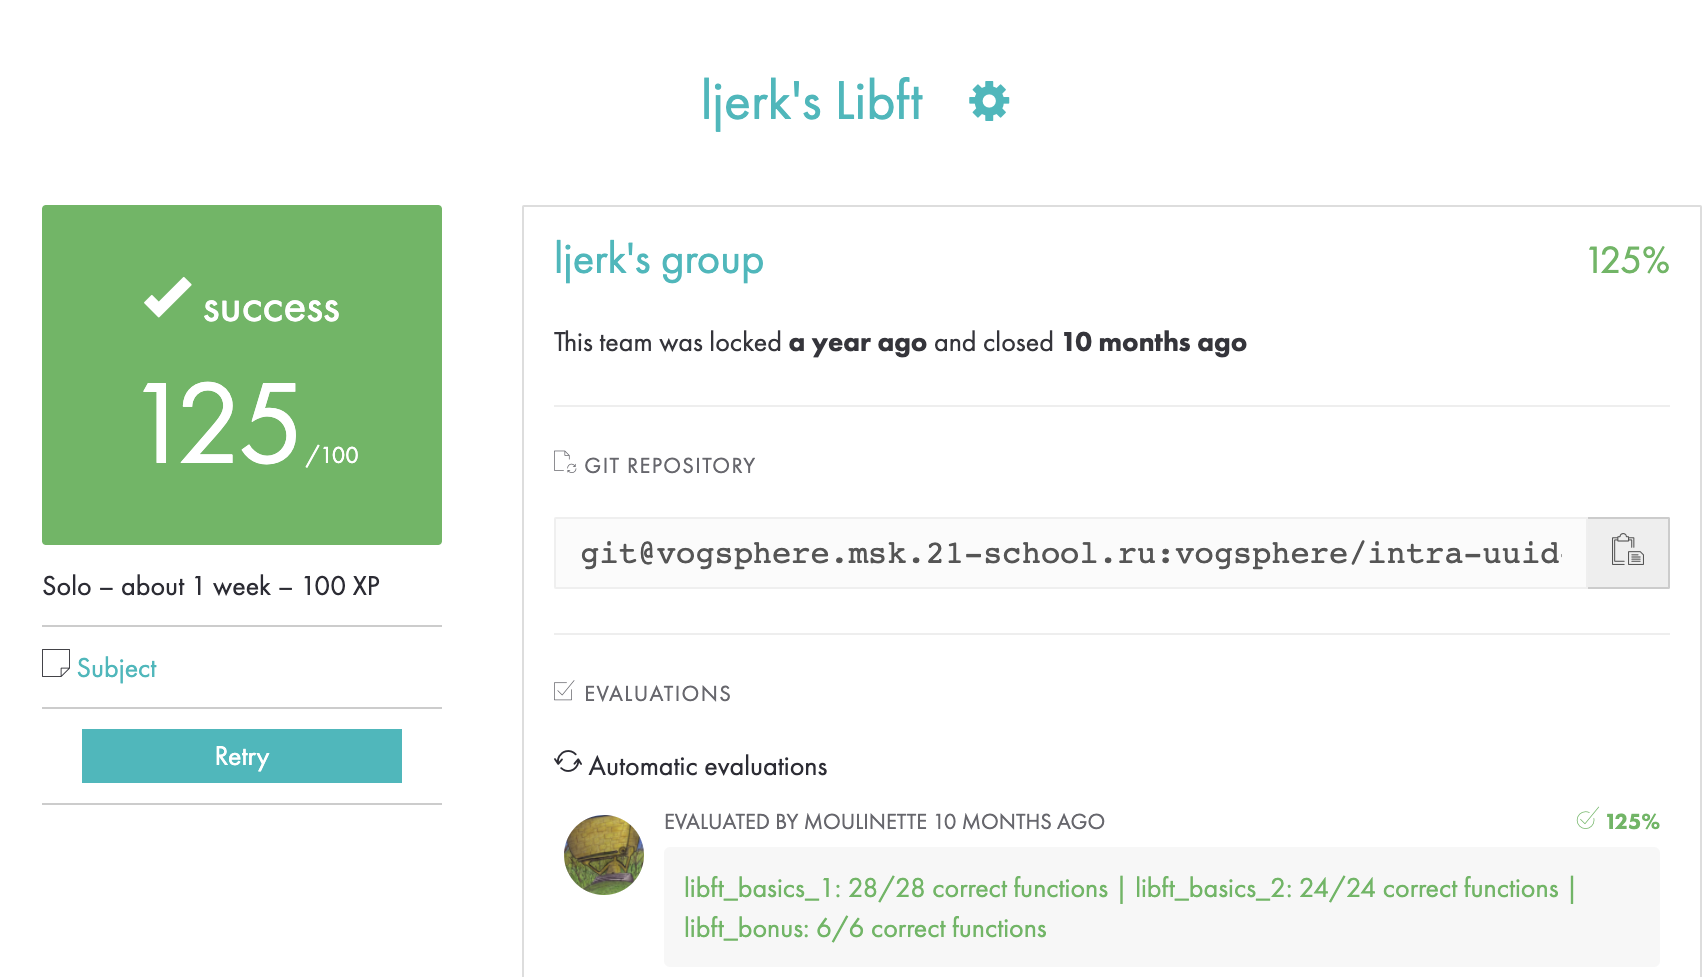 ljerk's Libft
success
125 /100
Solo – about 1 week – 100 XP
Subject
Retry
ljerk's group
125%
This team was locked a year ago and closed 10 months ago
GIT REPOSITORY
git@vogsphere.msk.21-school.ru:vogsphere/intra-uuid
EVALUATIONS
Automatic evaluations
EVALUATED BY MOULINETTE 10 MONTHS AGO
125%
libft_basics_1: 28/28 correct functions | libft_basics_2: 24/24 correct functions |
libft_bonus: 6/6 correct functions